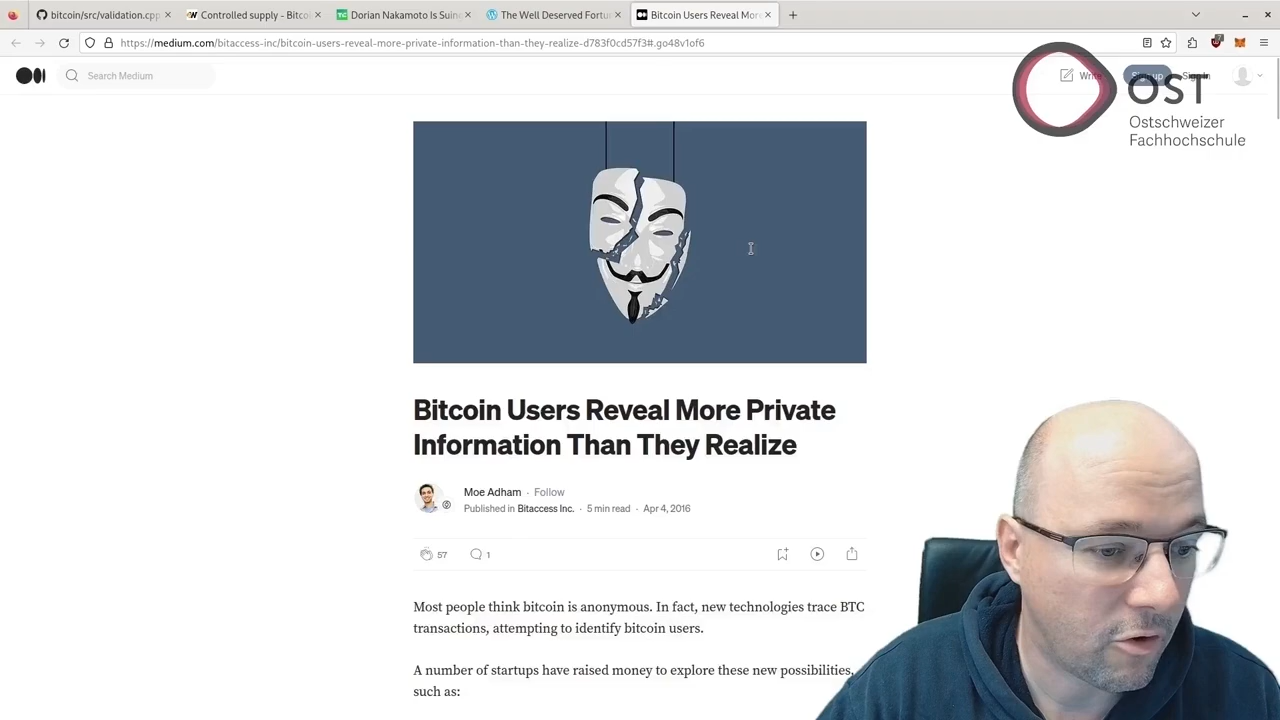 bitcoin/src/validation.cpp
Controlled supply - Bitcoi
Dorian Nakamoto Is Suin
The Well Deserved Fortu
Bitcoin Users Reveal Mor
https://medium.com/bitaccess-inc/bitcoin-users-reveal-more-private-information-than-they-realize-d783f0cd57f3#.go48v1of6
Search Medium
Write
Sign up
Sign In
OST
Ostschweizer
Fachhochschule
Bitcoin Users Reveal More Private
Information Than They Realize
Moe Adham · Follow
Published in Bitaccess Inc. · 5 min read · Apr 4, 2016
57
1
Most people think bitcoin is anonymous. In fact, new technologies trace BTC
transactions, attempting to identify bitcoin users.
A number of startups have raised money to explore these new possibilities,
such as: